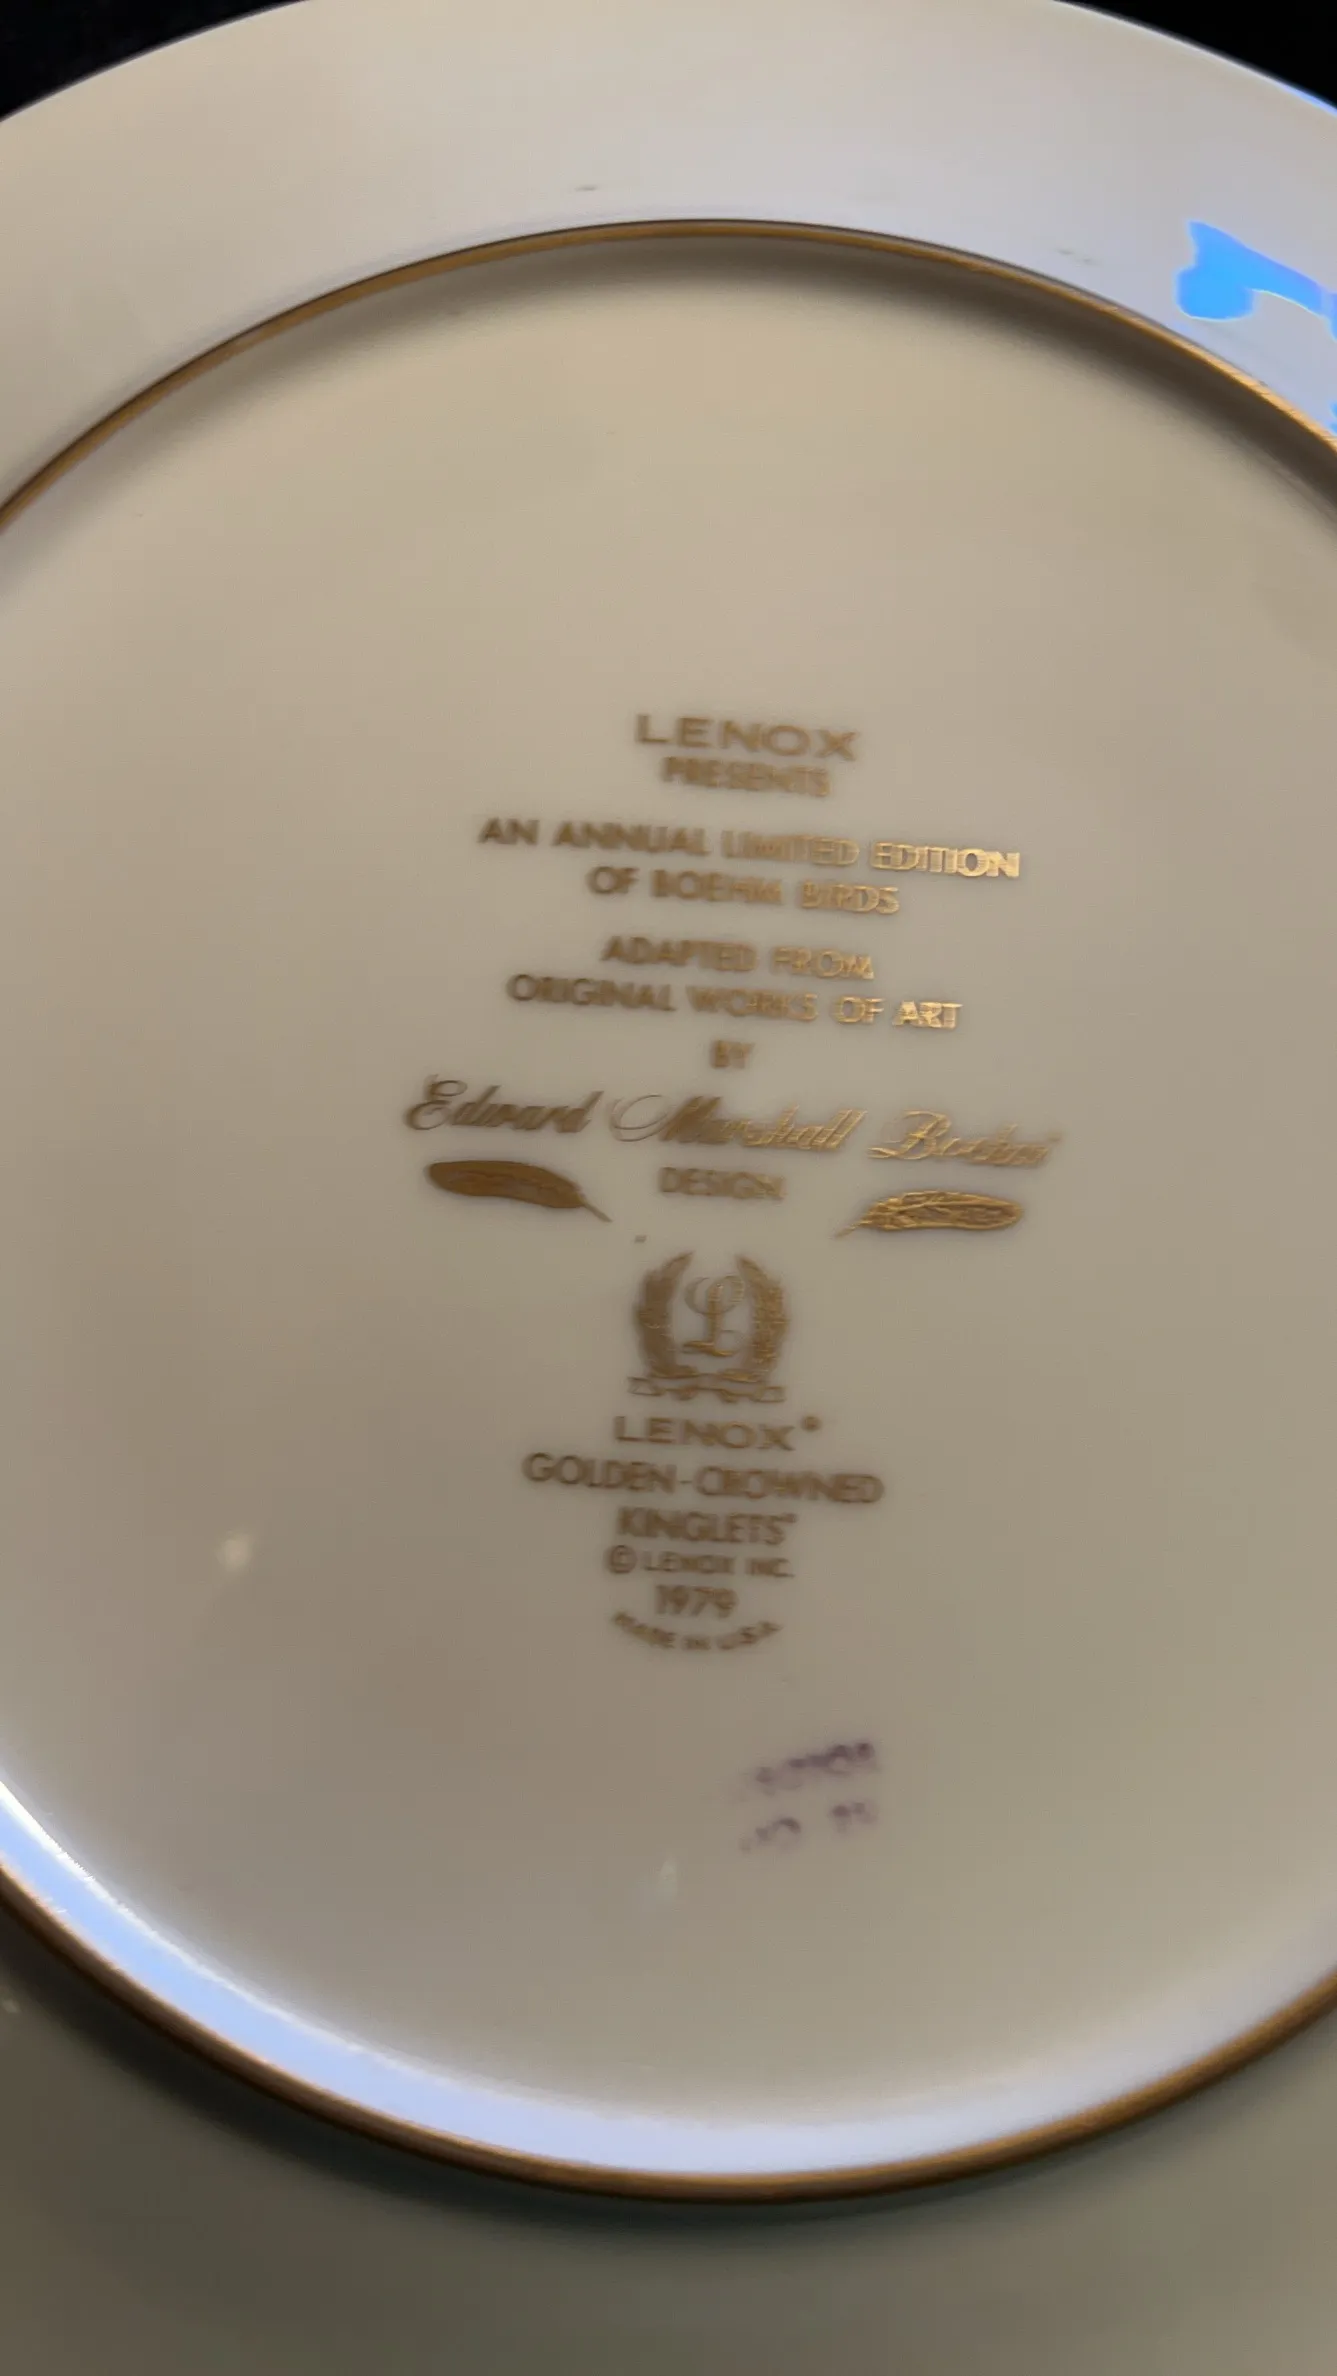 LENOX
PRESENTS
AN ANNUAL LIMITED EDITION
OF BOEHM BIRDS
ADAPTED FROM
ORIGINAL WORKS OF ART
BY
Edward Marshall Boehm
DESIGN
L
LENOX®
GOLDEN-CROWNED
KINGLETS
© LENOX INC.
1979
MADE IN USA